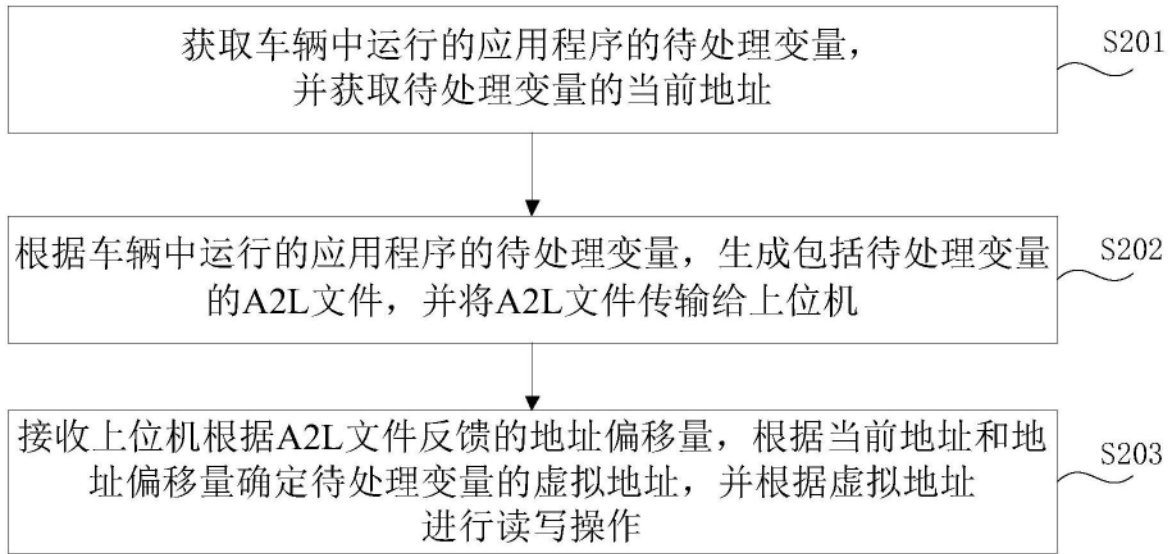 获取车辆中运行的应用程序的待处理变量，
并获取待处理变量的当前地址
S201
根据车辆中运行的应用程序的待处理变量，生成包括待处理变量
的A2L文件，并将A2L文件传输给上位机
S202
接收上位机根据A2L文件反馈的地址偏移量，根据当前地址和地
址偏移量确定待处理变量的虚拟地址，并根据虚拟地址
进行读写操作
S203